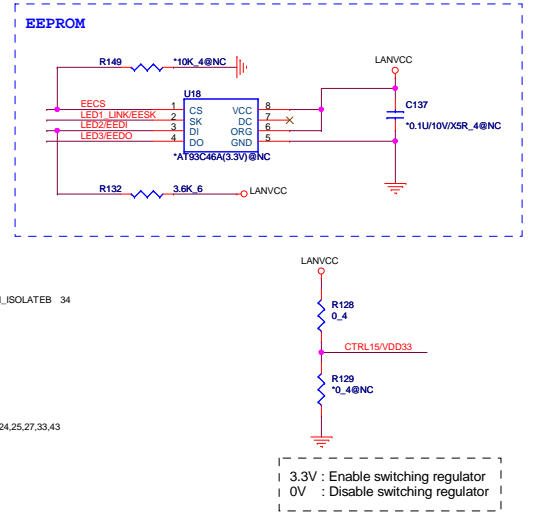 EEPROM
R149 *10K_4@NC
LANVCC
U18
C137
*0.1U/10V/X5R_4@NC
EECS 1 CS VCC 8
LED1_LINK/EESK 2 SK DC 7
LED2/EEDI 3 DI ORG 6
LED3/EEDO 4 DO GND 5
*AT93C46A(3.3V)@NC
R132 3.6K_6 LANVCC
LANVCC
_ISOLATEB 34
R128
0_4
CTRL15/VDD33
R129
*0_4@NC
24,25,27,33,43
3.3V : Enable switching regulator
0V : Disable switching regulator